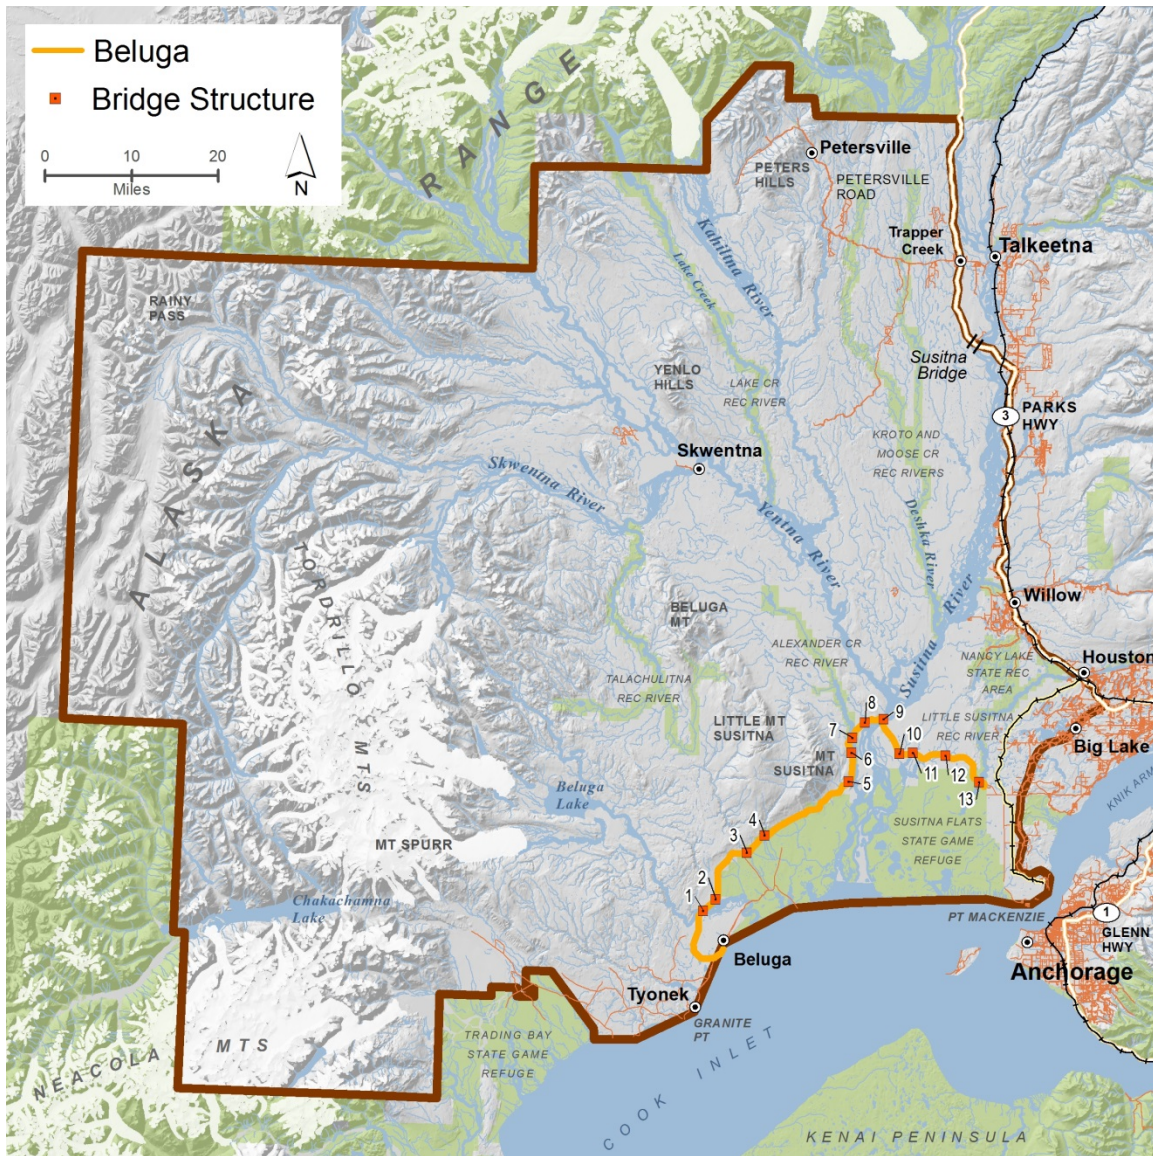 Beluga
Bridge Structure
0 10 20
Miles
N
RANGE
Petersville
PETERS
HILLS
PETERSVILLE
ROAD
Kahiltna River
Lake Creek
Trapper
Creek
Talkeetna
RAINY
PASS
Susitna
Bridge
YENLO
HILLS
LAKE CR
REC RIVER
3
PARKS
HWY
ALASKA
Skwentna
KROTO AND
MOOSE CR
REC RIVERS
Skwentna River
Yentna River
Deshka River
TORDRILLO MTS
Susitna River
Willow
BELUGA
MT
ALEXANDER CR
REC RIVER
NANCY LAKE
STATE REC
AREA
Houston
TALACHULITNA
REC RIVER
LITTLE MT
SUSITNA
LITTLE SUSITNA
REC RIVER
Big Lake
MT
SUSITNA
1
2
3
4
5
6
7
8
9
10
11
12
13
KNIK ARM
Beluga
Lake
SUSITNA FLATS
STATE GAME
REFUGE
MT SPURR
Chakachamna
Lake
PT MACKENZIE
1
GLENN
HWY
Anchorage
Beluga
Tyonek
GRANITE
PT
TRADING BAY
STATE GAME
REFUGE
NEACOLA MTS
COOK INLET
KENAI PENINSULA